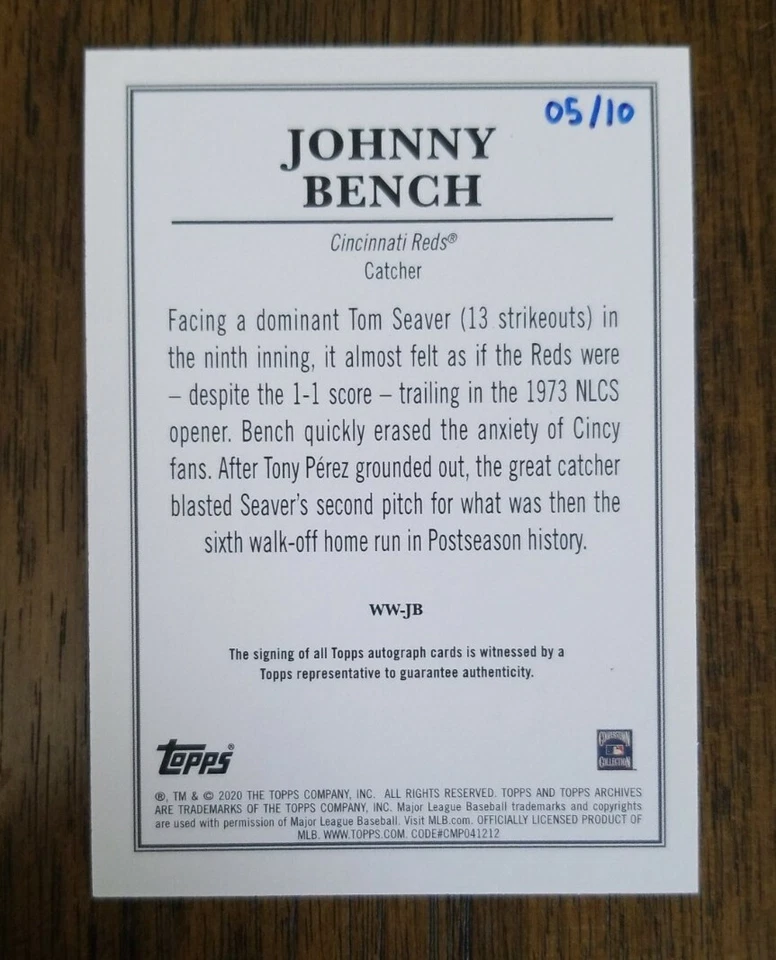 05/10
JOHNNY
BENCH
Cincinnati Reds®
Catcher
Facing a dominant Tom Seaver (13 strikeouts) in
the ninth inning, it almost felt as if the Reds were
– despite the 1-1 score – trailing in the 1973 NLCS
opener. Bench quickly erased the anxiety of Cincy
fans. After Tony Pérez grounded out, the great catcher
blasted Seaver's second pitch for what was then the
sixth walk-off home run in Postseason history.
WW-JB
The signing of all Topps autograph cards is witnessed by a
Topps representative to guarantee authenticity.
topps®
COOPERSTOWN
COLLECTION
®, TM & © 2020 THE TOPPS COMPANY, INC. ALL RIGHTS RESERVED. TOPPS AND TOPPS ARCHIVES
ARE TRADEMARKS OF THE TOPPS COMPANY, INC. Major League Baseball trademarks and copyrights
are used with permission of Major League Baseball. Visit MLB.com. OFFICIALLY LICENSED PRODUCT OF
MLB. WWW.TOPPS.COM. CODE#CMP041212